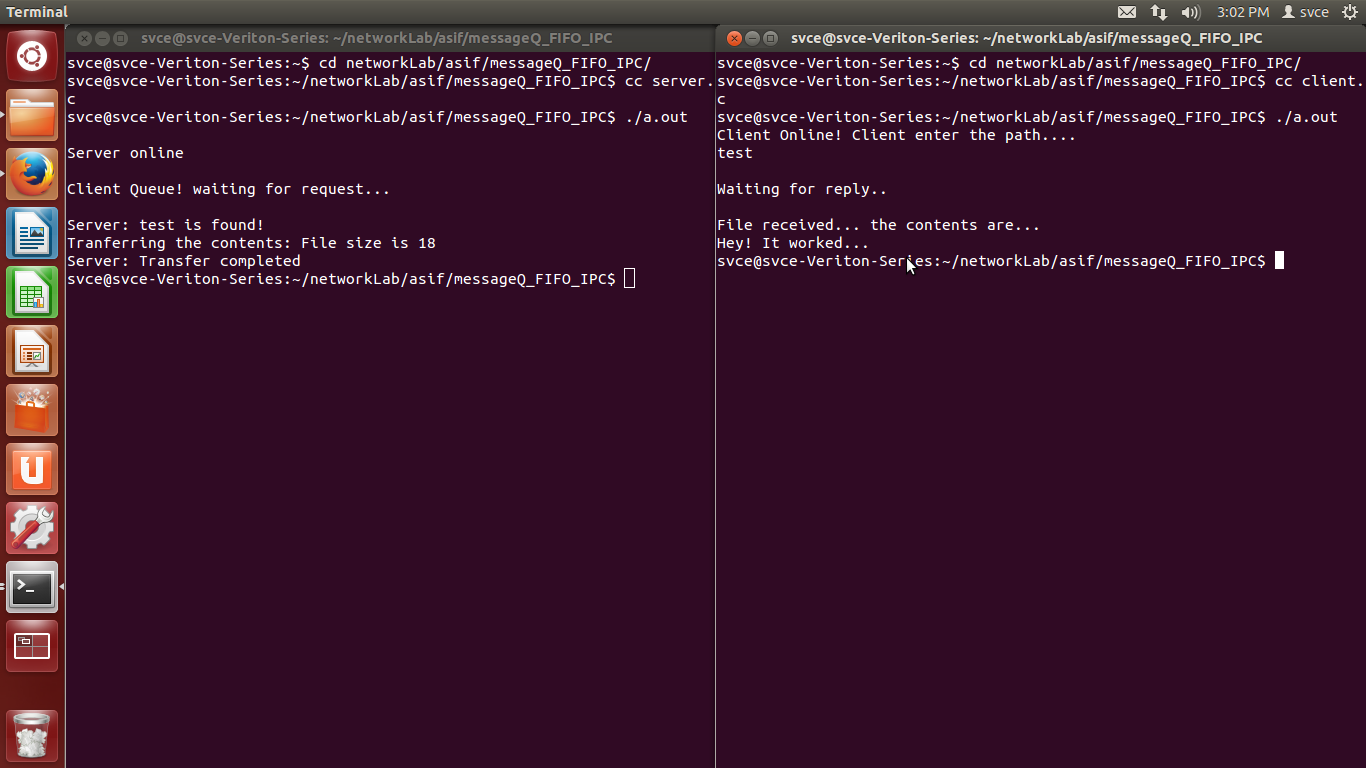 Terminal
3:02 PM
svce
svce@svce-Veriton-Series: ~/networkLab/asif/messageQ_FIFO_IPC
svce@svce-Veriton-Series:~$ cd networkLab/asif/messageQ_FIFO_IPC/
svce@svce-Veriton-Series:~/networkLab/asif/messageQ_FIFO_IPC$ cc server.
c
svce@svce-Veriton-Series:~/networkLab/asif/messageQ_FIFO_IPC$ ./a.out
Server online
Client Queue! waiting for request...
Server: test is found!
Tranferring the contents: File size is 18
Server: Transfer completed
svce@svce-Veriton-Series:~/networkLab/asif/messageQ_FIFO_IPC$
svce@svce-Veriton-Series: ~/networkLab/asif/messageQ_FIFO_IPC
svce@svce-Veriton-Series:~$ cd networkLab/asif/messageQ_FIFO_IPC/
svce@svce-Veriton-Series:~/networkLab/asif/messageQ_FIFO_IPC$ cc client.
c
svce@svce-Veriton-Series:~/networkLab/asif/messageQ_FIFO_IPC$ ./a.out
Client Online! Client enter the path....
test
Waiting for reply..
File received... the contents are...
Hey! It worked...
svce@svce-Veriton-Series:~/networkLab/asif/messageQ_FIFO_IPC$